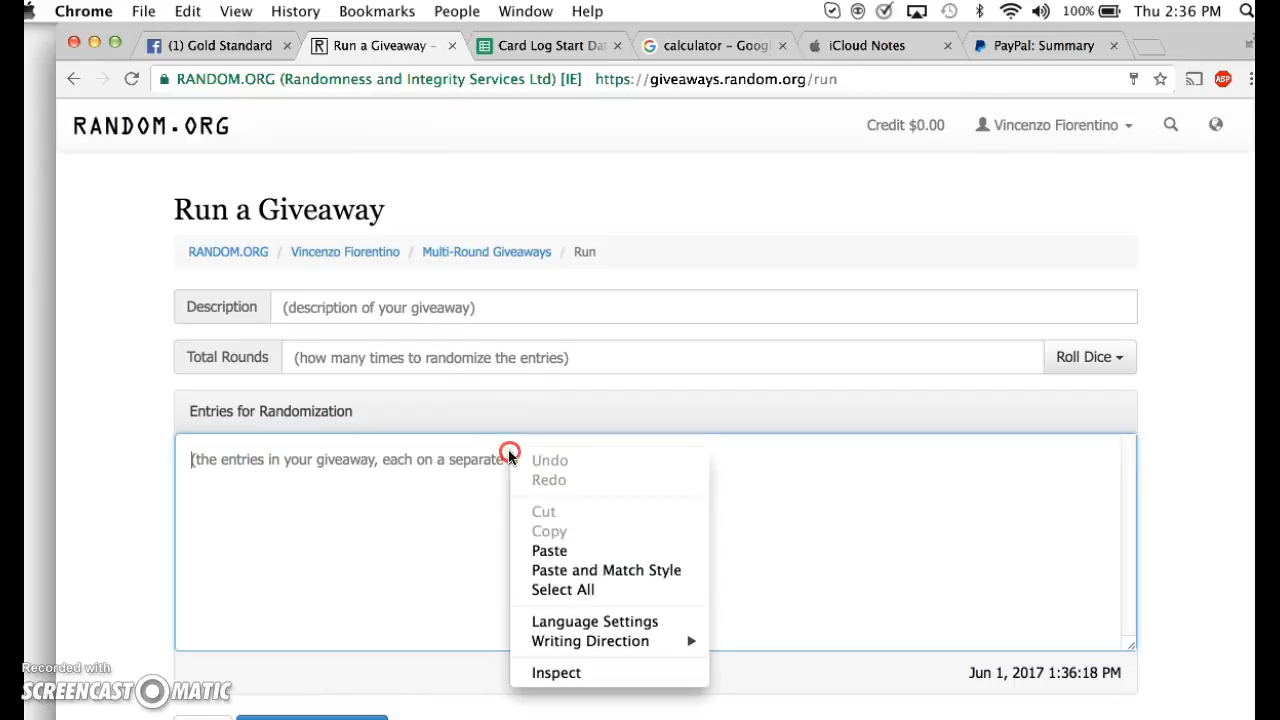 Chrome File Edit View History Bookmarks People Window Help 100% Thu 2:36 PM
(1) Gold Standard Run a Giveaway – Card Log Start Da calculator – Goog iCloud Notes PayPal: Summary
RANDOM.ORG (Randomness and Integrity Services Ltd) [IE] https://giveaways.random.org/run ABP
RANDOM.ORG Credit $0.00 Vincenzo Fiorentino
Run a Giveaway
RANDOM.ORG / Vincenzo Fiorentino / Multi-Round Giveaways / Run
Description (description of your giveaway)
Total Rounds (how many times to randomize the entries) Roll Dice
Entries for Randomization
(the entries in your giveaway, each on a separate
Undo
Redo
Cut
Copy
Paste
Paste and Match Style
Select All
Language Settings
Writing Direction
Inspect
Jun 1, 2017 1:36:18 PM
Recorded with
SCREENCAST MATIC